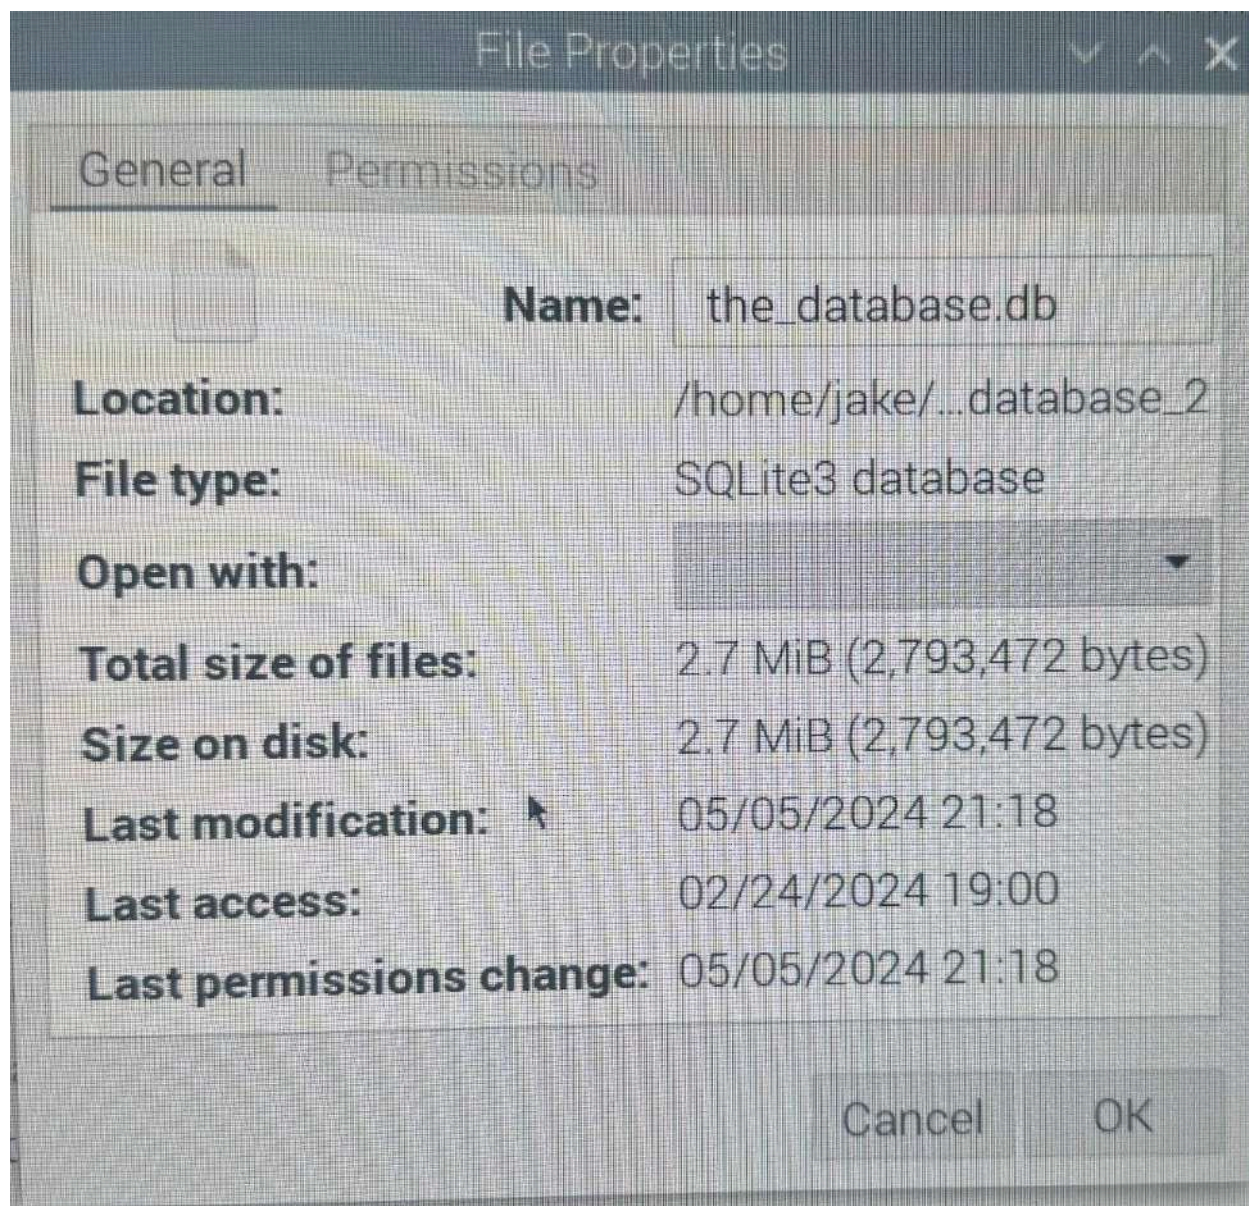 File Properties
General Permissions
Name: the_database.db
Location: /home/jake/...database_2
File type: SQLite3 database
Open with:
Total size of files: 2.7 MiB (2,793,472 bytes)
Size on disk: 2.7 MiB (2,793,472 bytes)
Last modification: 05/05/2024 21:18
Last access: 02/24/2024 19:00
Last permissions change: 05/05/2024 21:18
Cancel OK